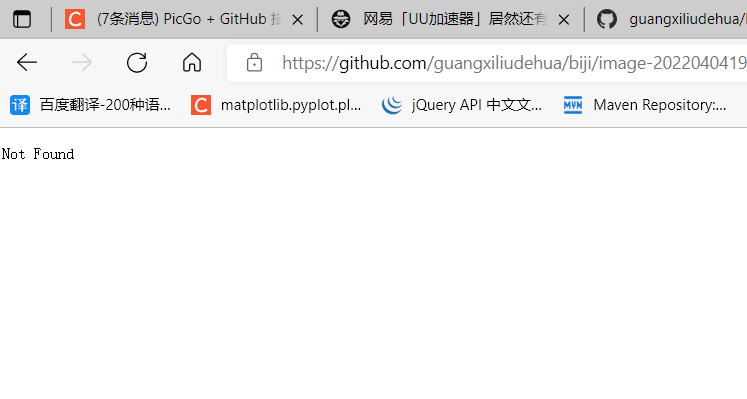 (7条消息) PicGo + GitHub 搭
网易「UU加速器」居然还有
guangxiliudehua/
https://github.com/guangxiliudehua/biji/image-2022040419
译 百度翻译-200种语...
C matplotlib.pyplot.pl...
jQuery API 中文文...
MVN Maven Repository:...
Not Found